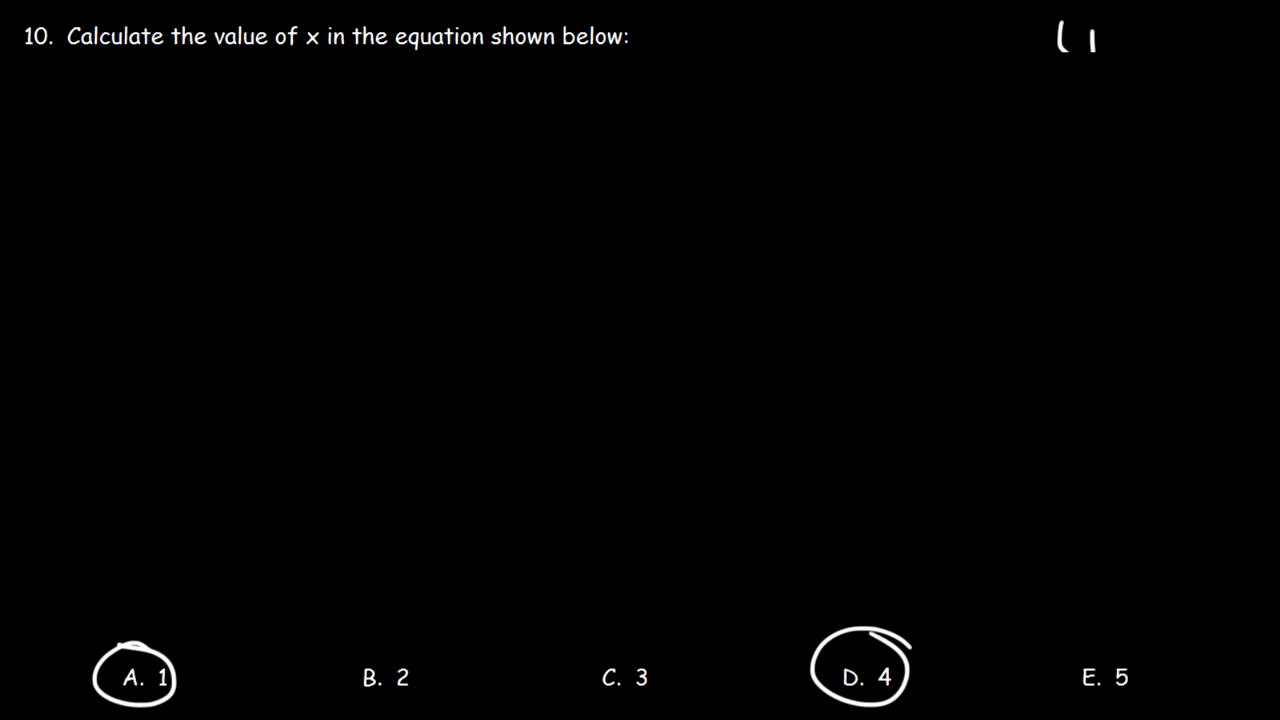 10. Calculate the value of x in the equation shown below:
A. 1 B. 2 C. 3 D. 4 E. 5